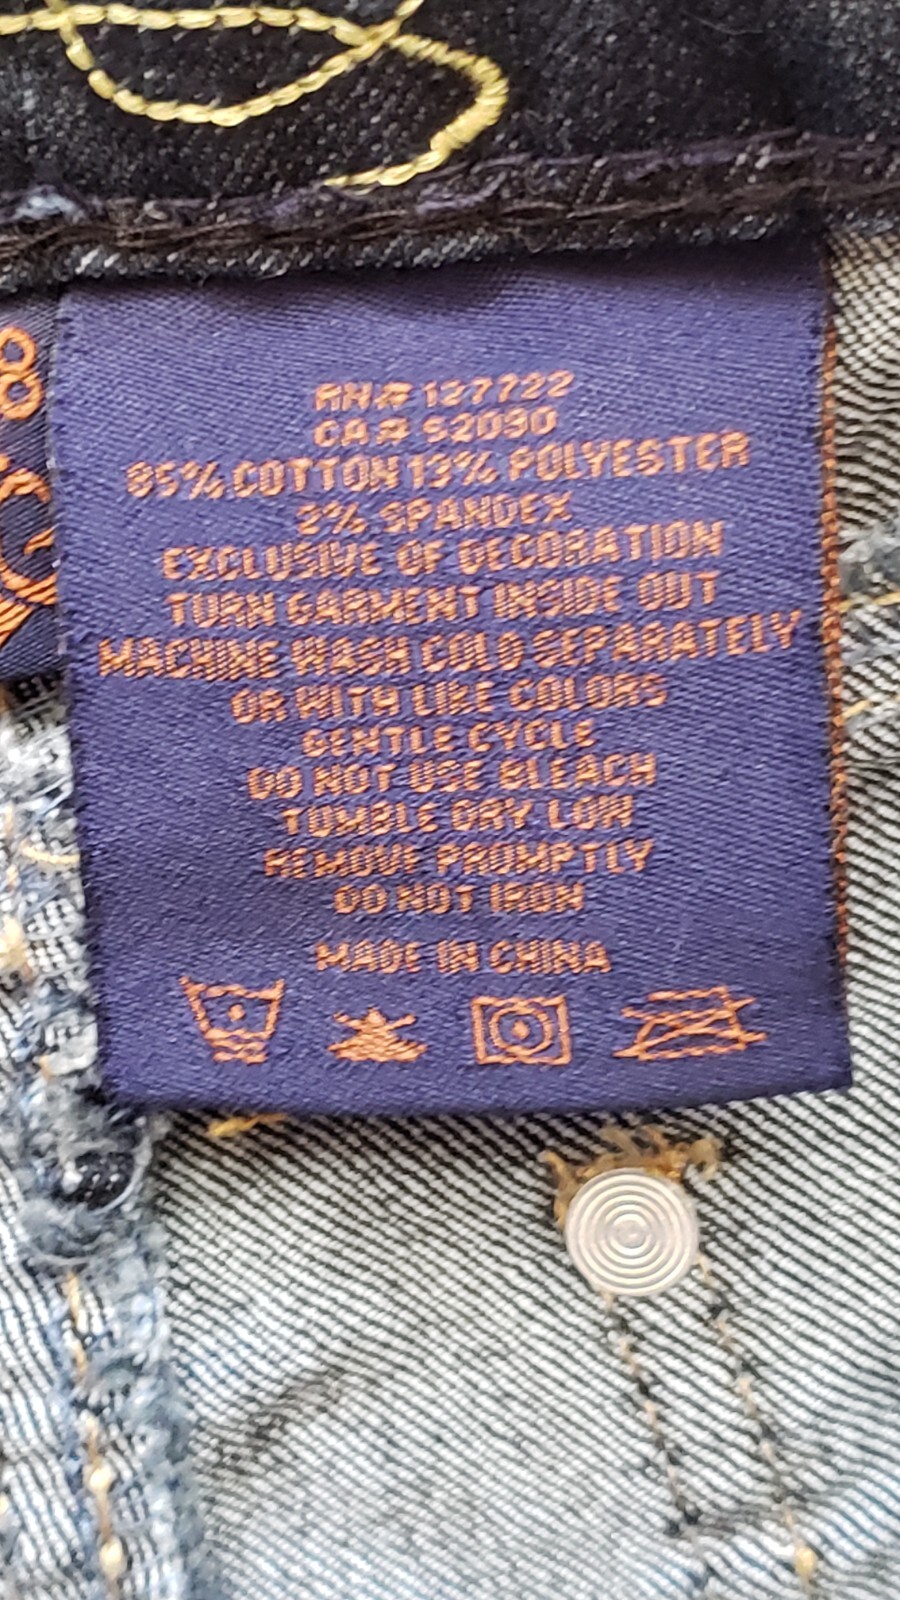 8
RN# 127722
CA# 52090
85% COTTON 13% POLYESTER
2% SPANDEX
EXCLUSIVE OF DECORATION
TURN GARMENT INSIDE OUT
MACHINE WASH COLD SEPARATELY
OR WITH LIKE COLORS
GENTLE CYCLE
DO NOT USE BLEACH
TUMBLE DRY LOW
REMOVE PROMPTLY
DO NOT IRON
MADE IN CHINA